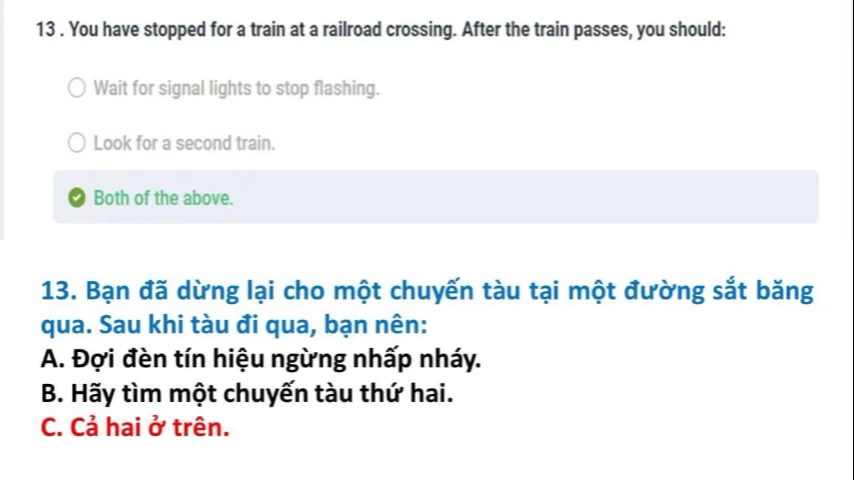 13 . You have stopped for a train at a railroad crossing. After the train passes, you should:
Wait for signal lights to stop flashing.
Look for a second train.
Both of the above.
13. Bạn đã dừng lại cho một chuyến tàu tại một đường sắt băng
qua. Sau khi tàu đi qua, bạn nên:
A. Đợi đèn tín hiệu ngừng nhấp nháy.
B. Hãy tìm một chuyến tàu thứ hai.
C. Cả hai ở trên.